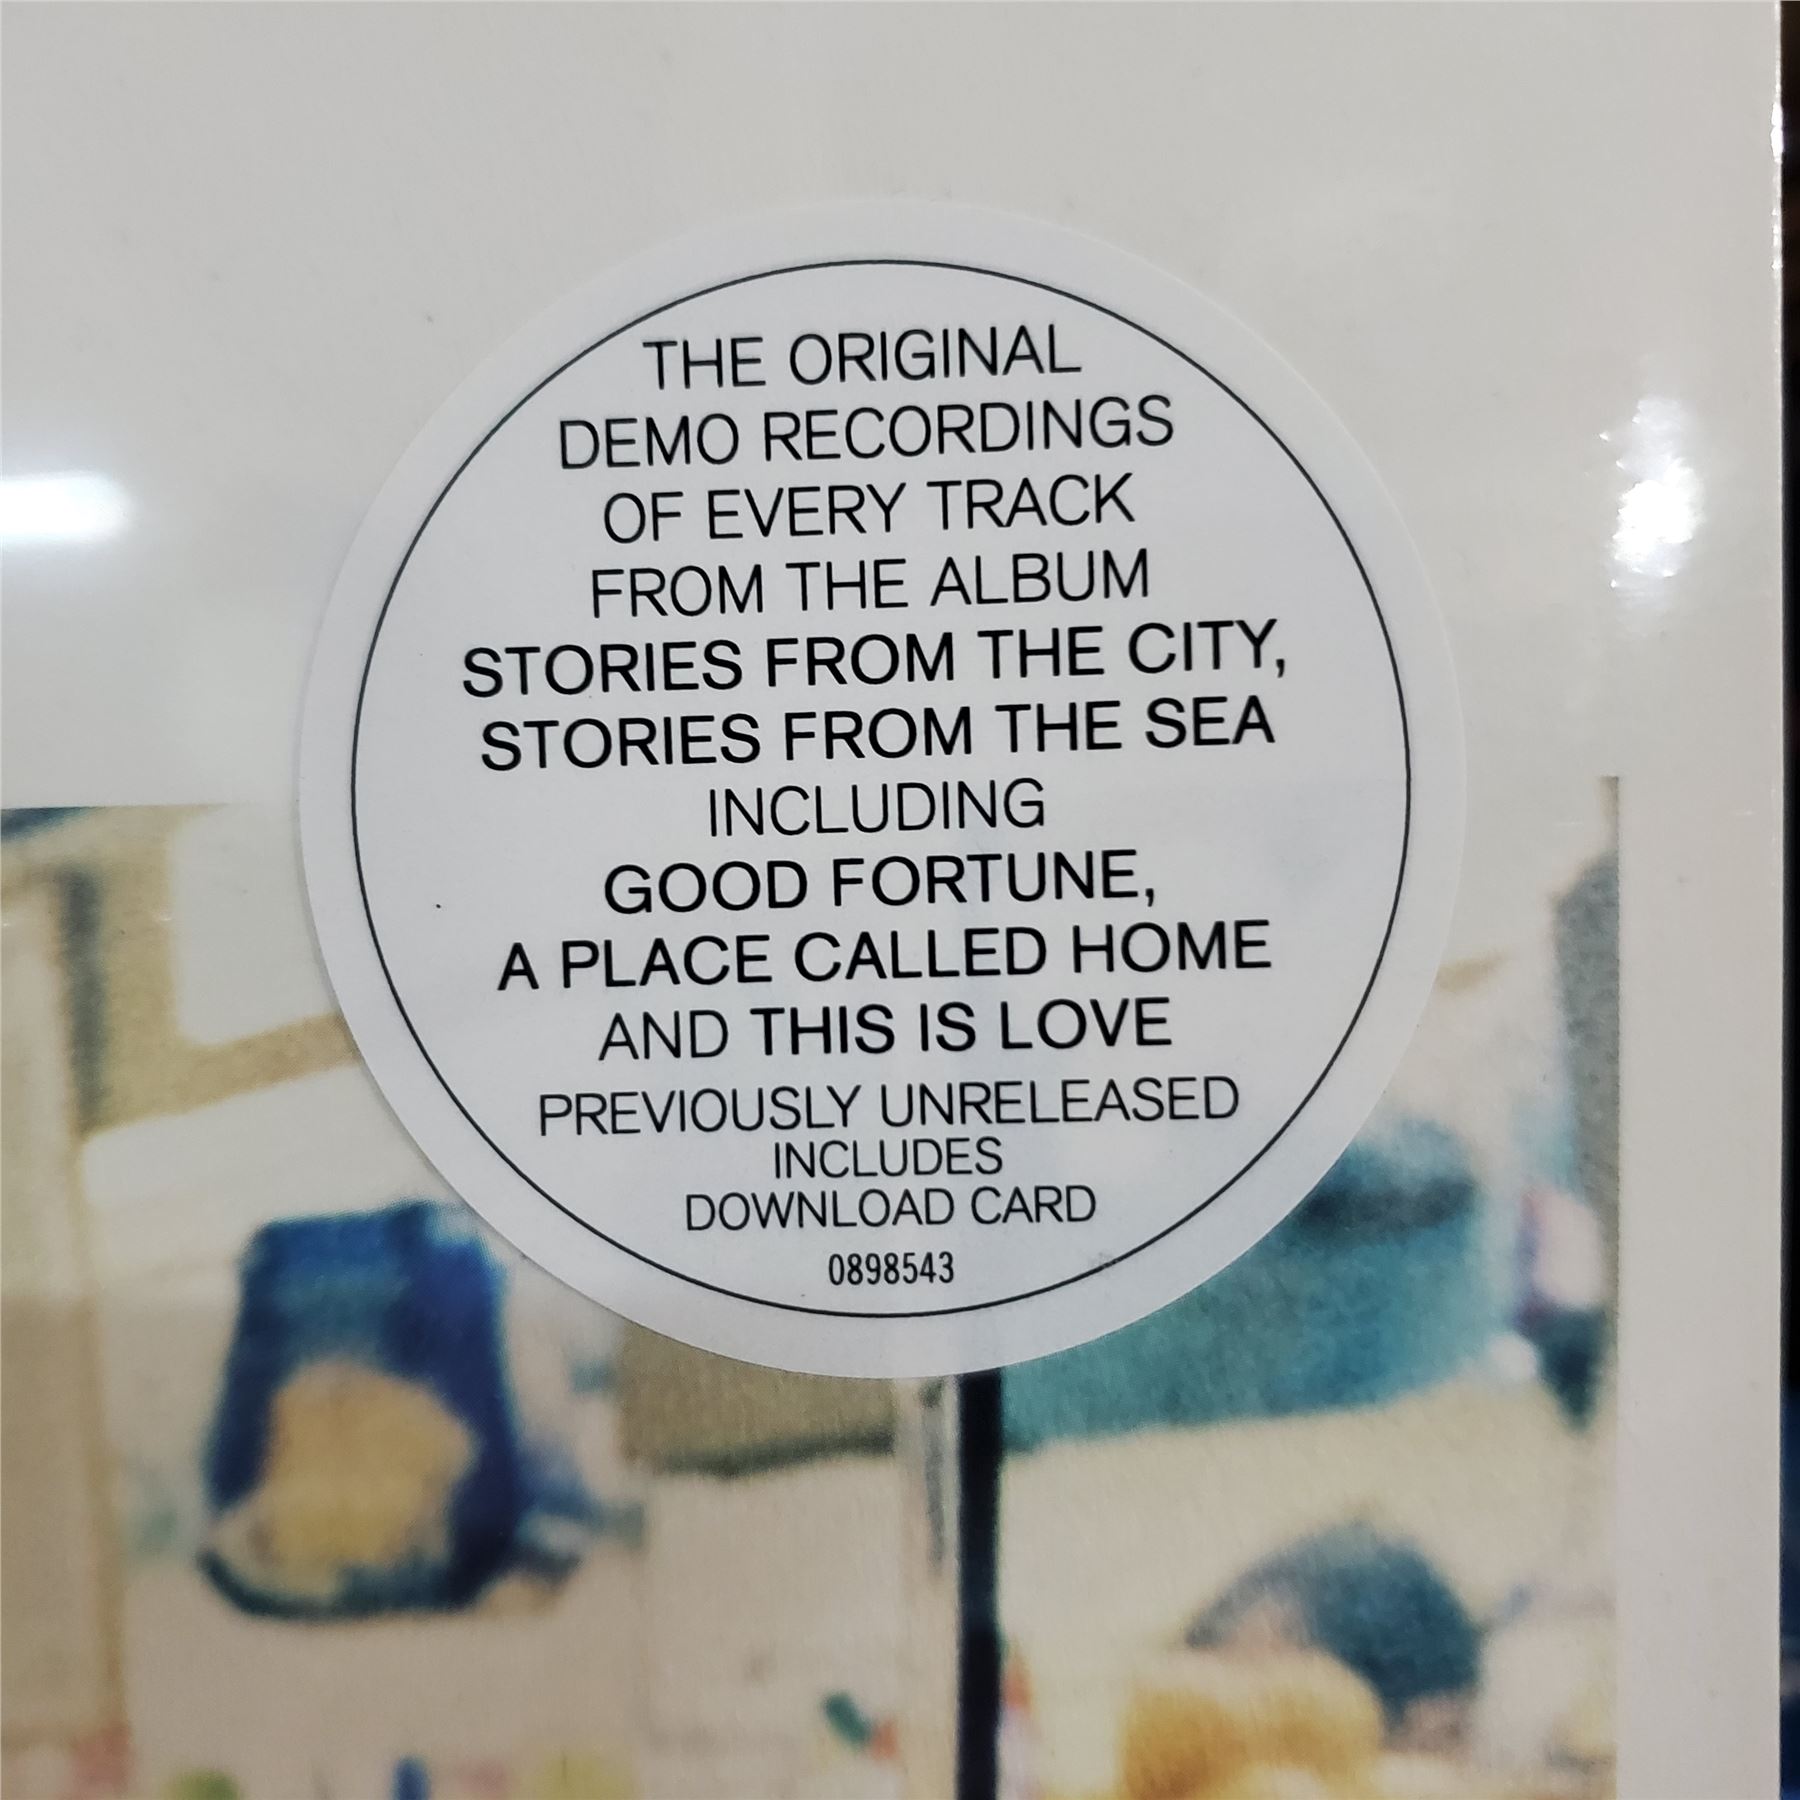 THE ORIGINAL
DEMO RECORDINGS
OF EVERY TRACK
FROM THE ALBUM
STORIES FROM THE CITY,
STORIES FROM THE SEA
INCLUDING
GOOD FORTUNE,
A PLACE CALLED HOME
AND THIS IS LOVE
PREVIOUSLY UNRELEASED
INCLUDES
DOWNLOAD CARD
0898543